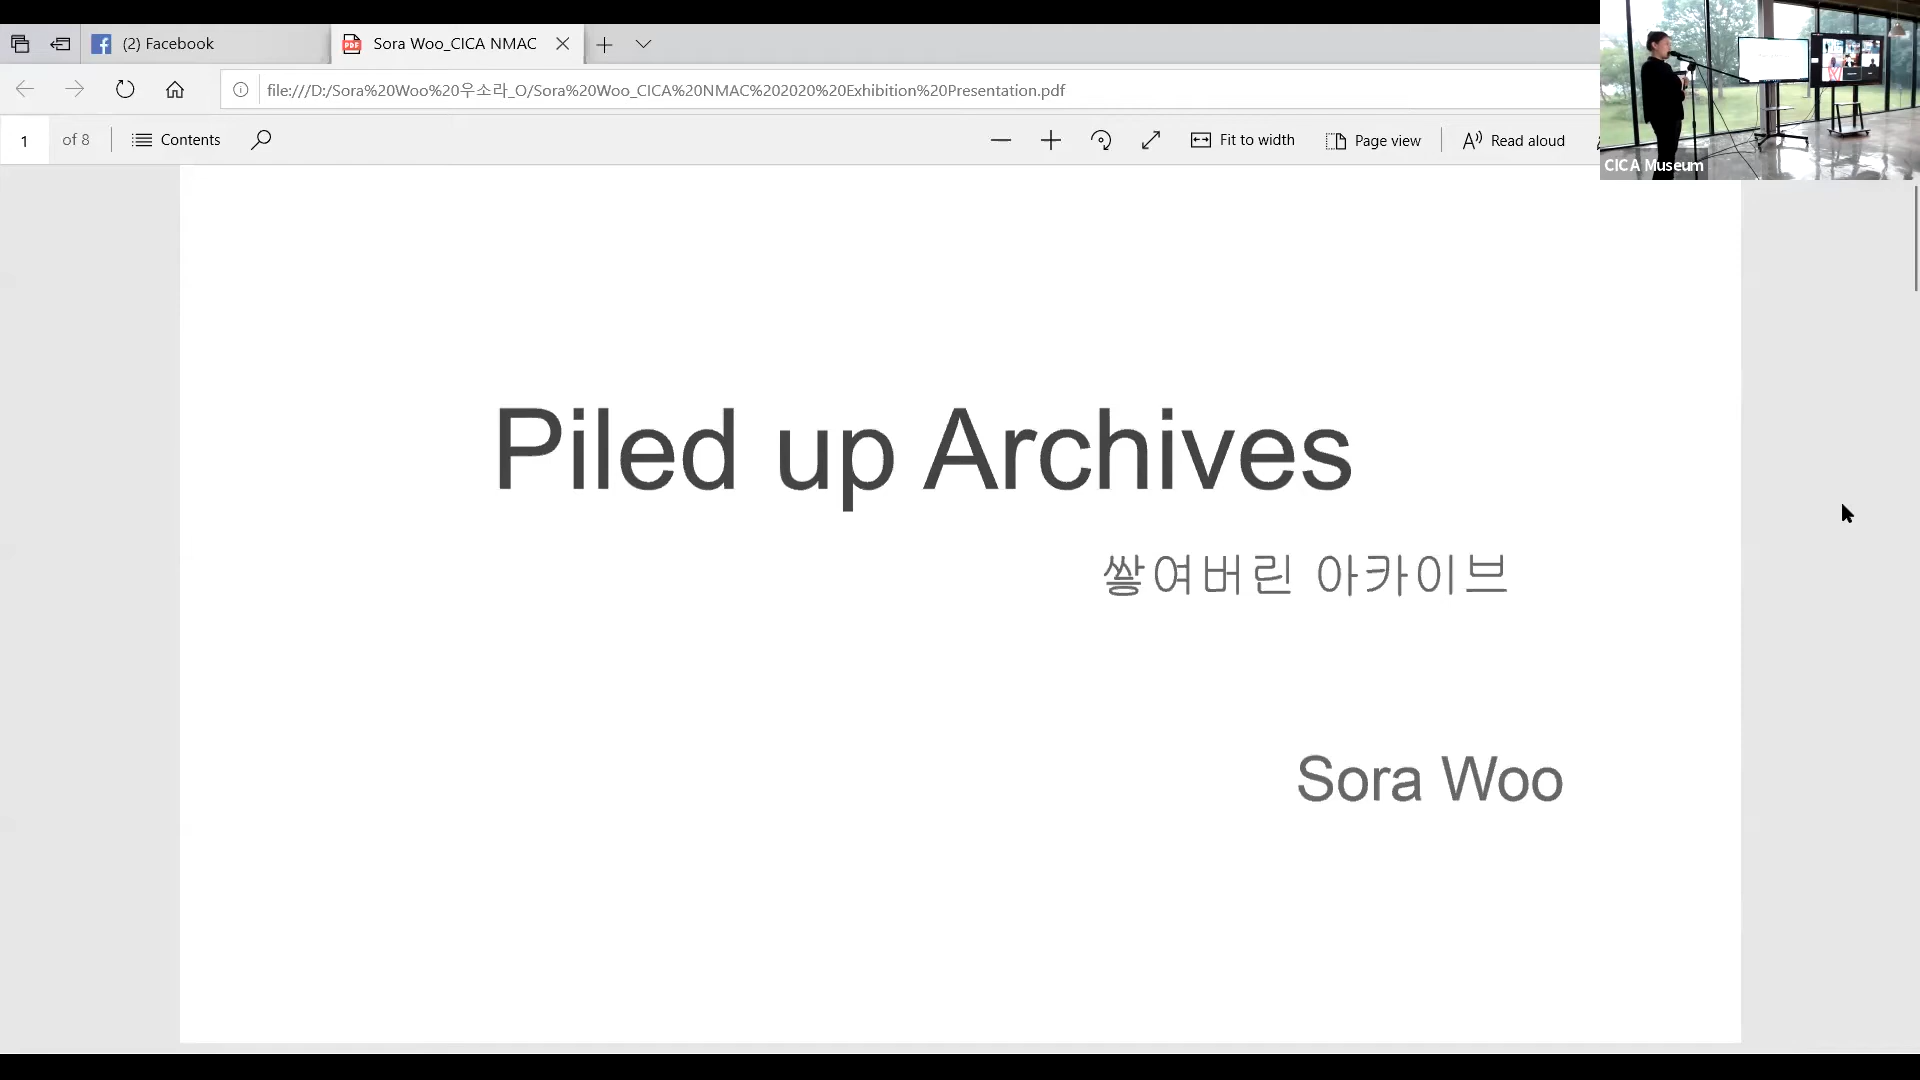 (2) Facebook
Sora Woo_CICA NMAC
file:///D:/Sora%20Woo%20우소라_O/Sora%20Woo_CICA%20NMAC%202020%20Exhibition%20Presentation.pdf
1 of 8
Contents
Fit to width
Page view
Read aloud
CICA Museum
Piled up Archives
쌓여버린 아카이브
Sora Woo